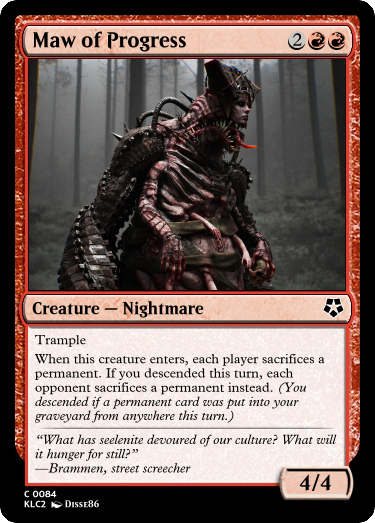 Maw of Progress 2
Creature — Nightmare
Trample
When this creature enters, each player sacrifices a
permanent. If you descended this turn, each
opponent sacrifices a permanent instead. (You
descended if a permanent card was put into your
graveyard from anywhere this turn.)
“What has seelenite devoured of our culture? What will
it hunger for still?”
—Brammen, street screecher
4/4
C 0084
KLC2 Disse86